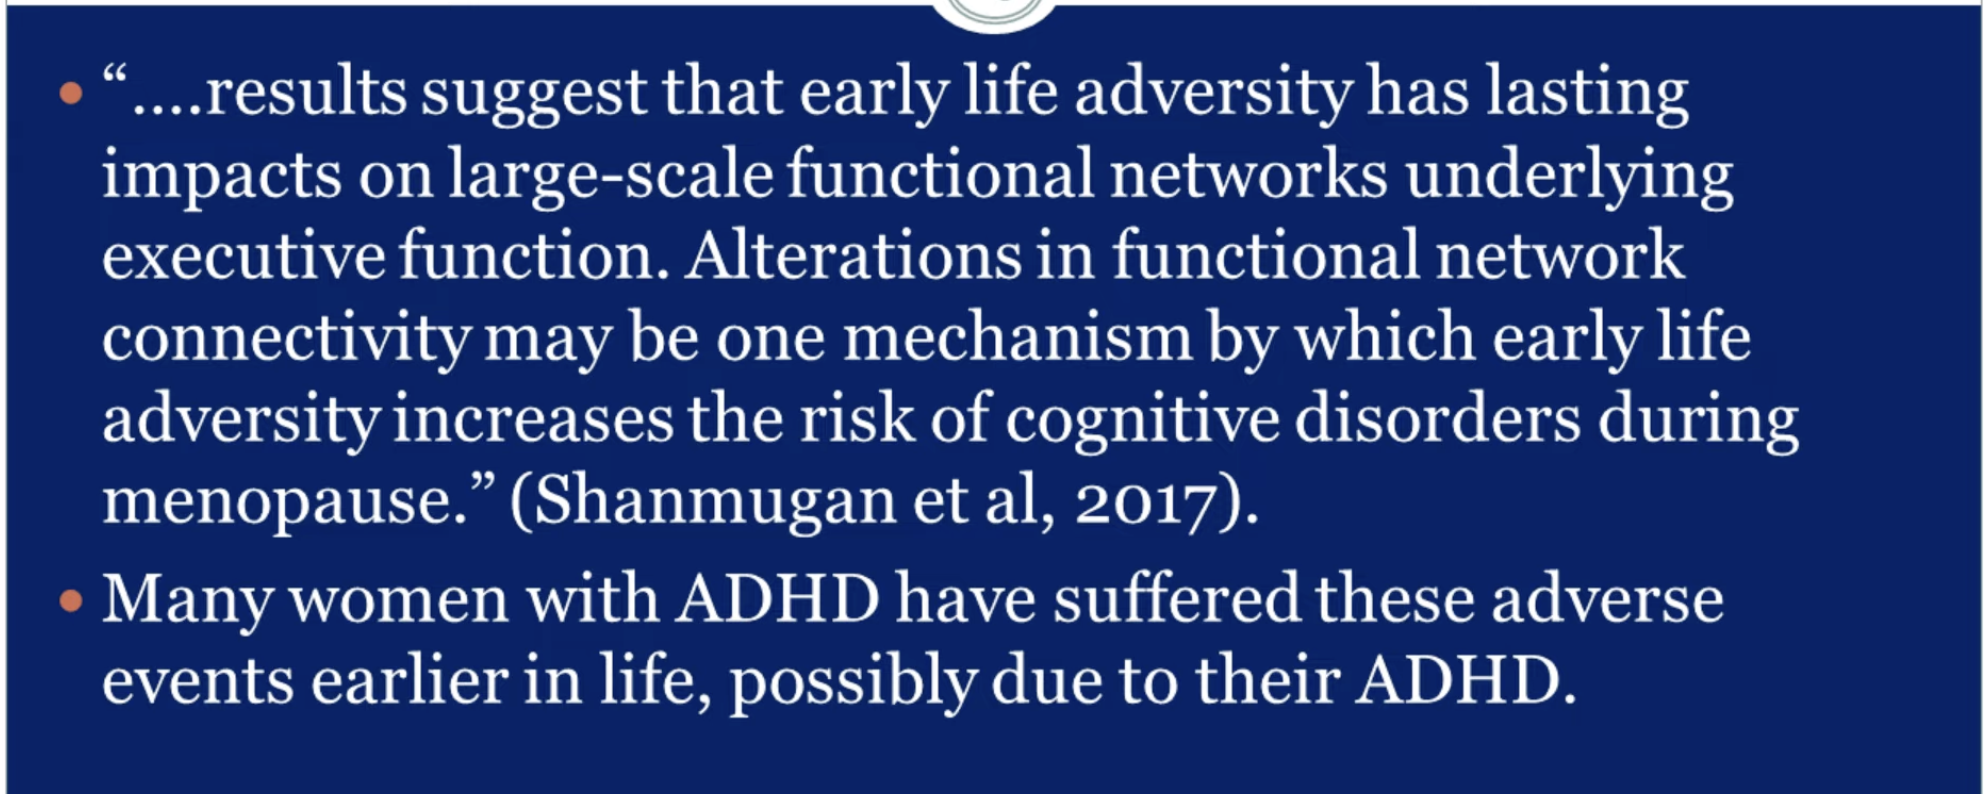 • “....results suggest that early life adversity has lasting
impacts on large-scale functional networks underlying
executive function. Alterations in functional network
connectivity may be one mechanism by which early life
adversity increases the risk of cognitive disorders during
menopause.” (Shanmugan et al, 2017).
• Many women with ADHD have suffered these adverse
events earlier in life, possibly due to their ADHD.